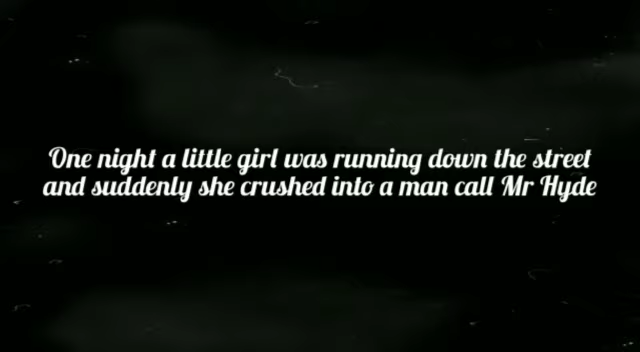 One night a little girl was running down the street
and suddenly she crushed into a man call Mr Hyde